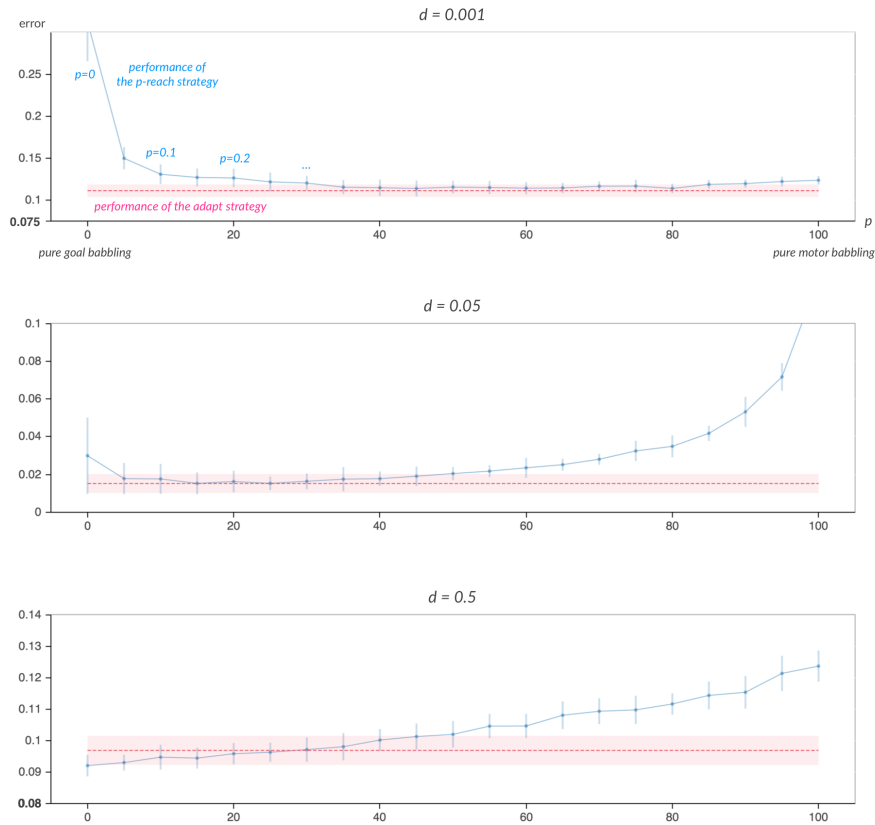 d = 0.001
error
0.25
p=0
performance of
the p-reach strategy
0.2
0.15
p=0.1
p=0.2
...
0.1
performance of the adapt strategy
0.075
p
0 20 40 60 80 100
pure goal babbling
pure motor babbling
d = 0.05
0.1
0.08
0.06
0.04
0.02
0
0 20 40 60 80 100
d = 0.5
0.14
0.13
0.12
0.11
0.1
0.09
0.08
0 20 40 60 80 100